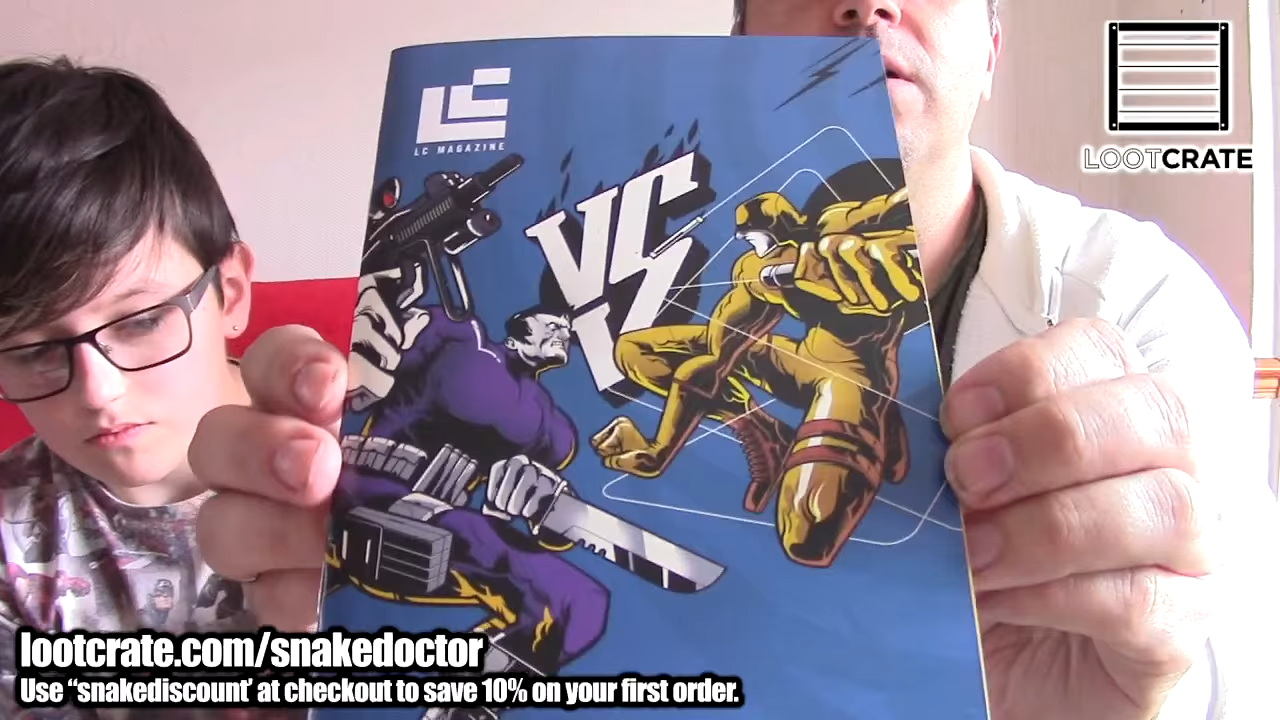 LC
LC MAGAZINE
VS
LOOTCRATE
lootcrate.com/snakedoctor
Use “snakediscount’ at checkout to save 10% on your first order.